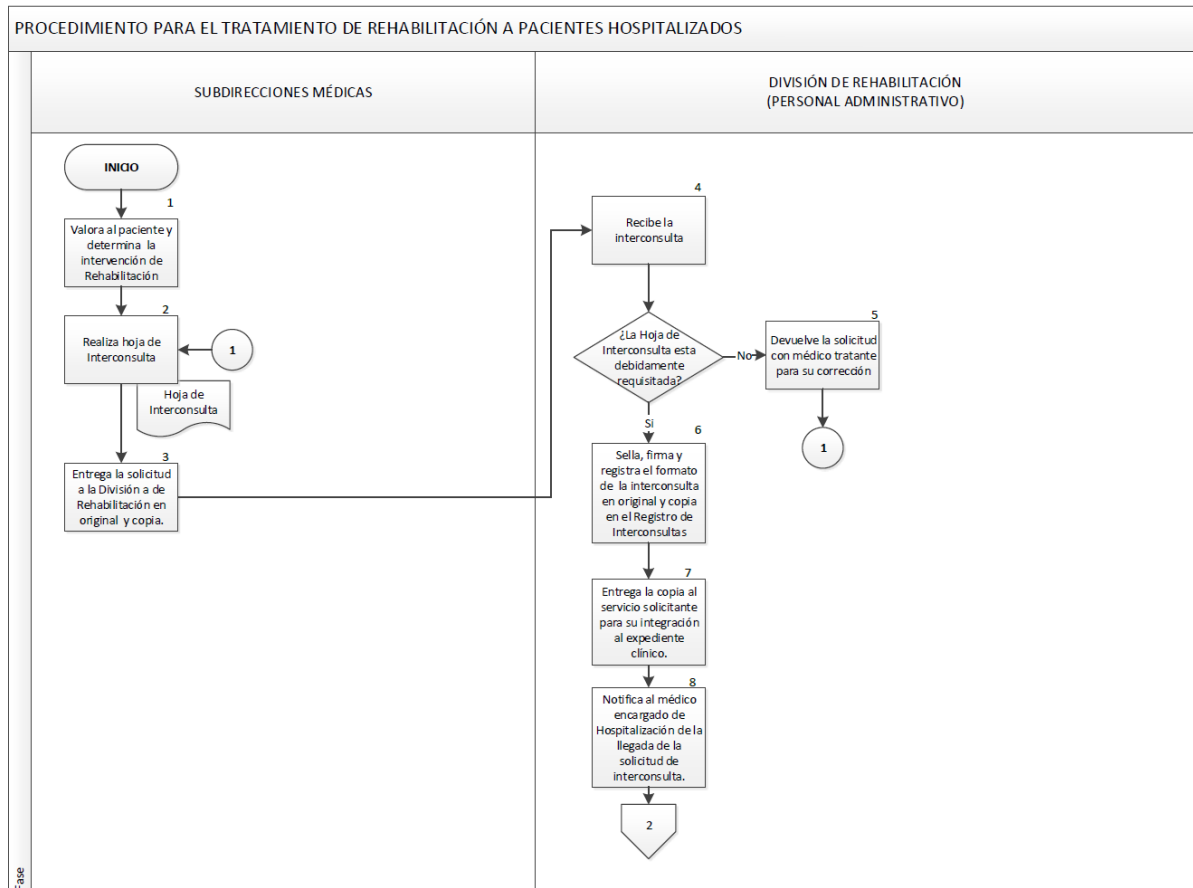 PROCEDIMIENTO PARA EL TRATAMIENTO DE REHABILITACIÓN A PACIENTES HOSPITALIZADOS
SUBDIRECCIONES MÉDICAS
DIVISIÓN DE REHABILITACIÓN
(PERSONAL ADMINISTRATIVO)
INICIO
1
Valora al paciente y
determina la
intervención de
Rehabilitación
2
Realiza hoja de
Interconsulta
1
Hoja de
Interconsulta
3
Entrega la solicitud
a la División a de
Rehabilitación en
original y copia.
4
Recibe la
interconsulta
¿La Hoja de
Interconsulta esta
debidamente
requisitada?
No
5
Devuelve la solicitud
con médico tratante
para su corrección
1
Si
6
Sella, firma y
registra el formato
de la interconsulta
en original y copia
en el Registro de
Interconsultas
7
Entrega la copia al
servicio solicitante
para su integración
al expediente
clínico.
8
Notifica al médico
encargado de
Hospitalización de la
llegada de la
solicitud de
interconsulta.
2
Fase